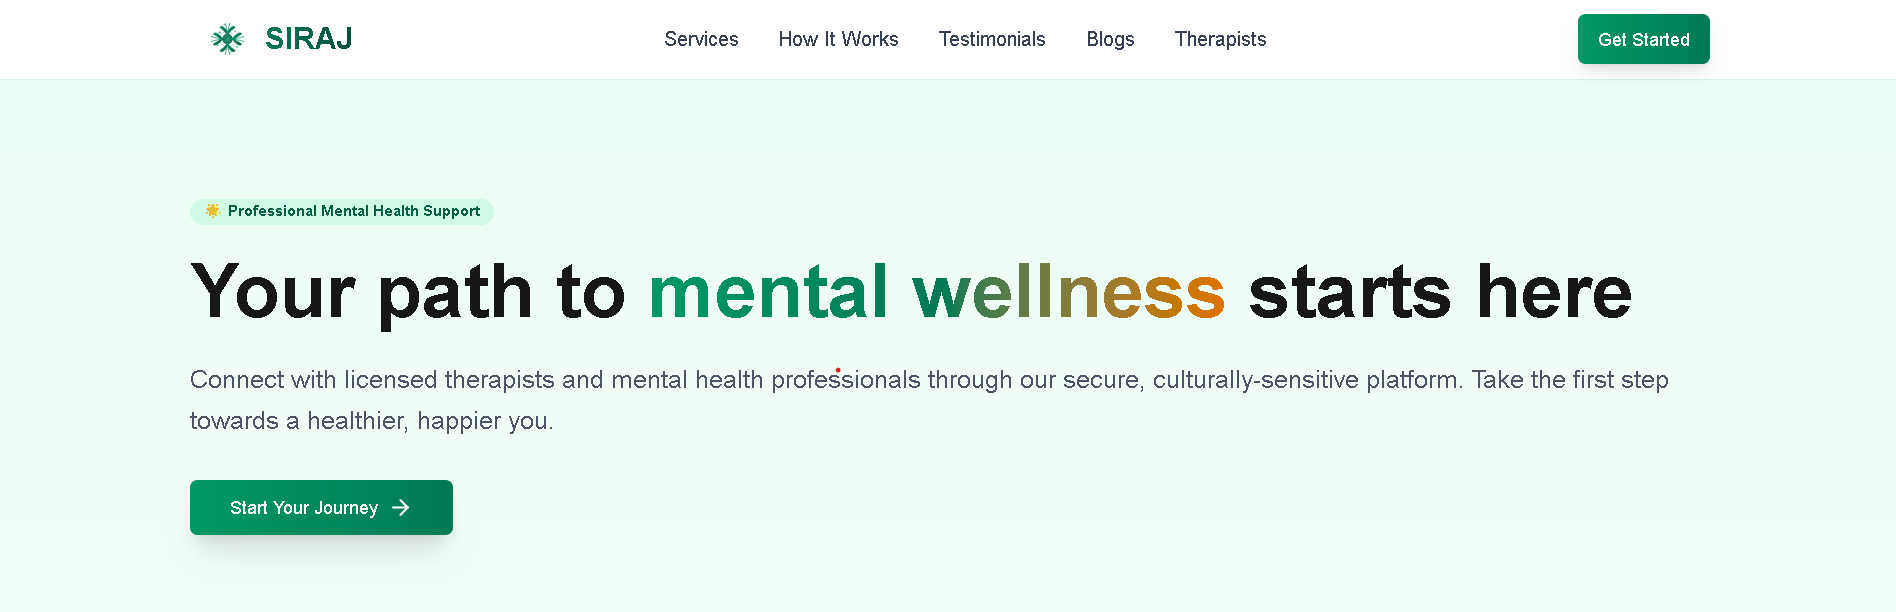 SIRAJ
Services
How It Works
Testimonials
Blogs
Therapists
Get Started
Professional Mental Health Support
Your path to mental wellness starts here
Connect with licensed therapists and mental health professionals through our secure, culturally-sensitive platform. Take the first step
towards a healthier, happier you.
Start Your Journey